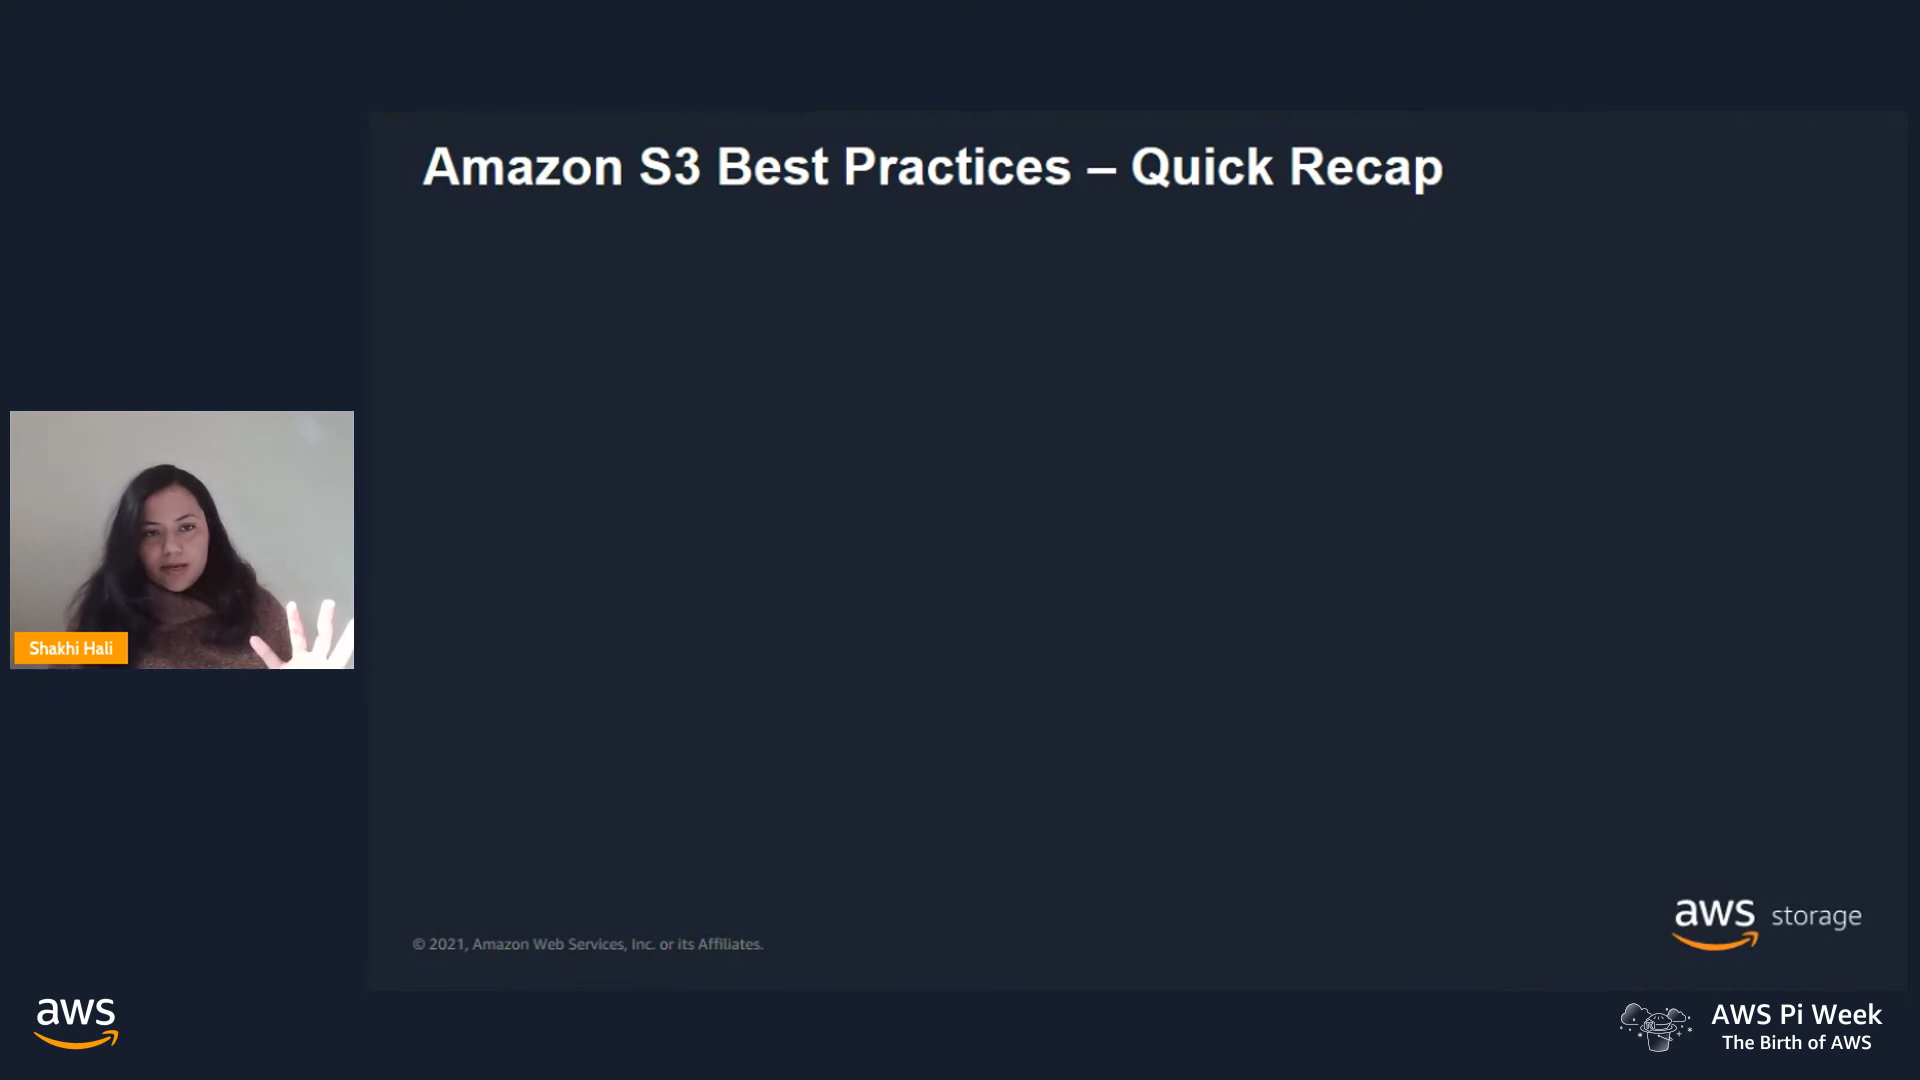 Amazon S3 Best Practices – Quick Recap
Shakhi Hali
© 2021, Amazon Web Services, Inc. or its Affiliates.
aws storage
aws
AWS Pi Week
The Birth of AWS